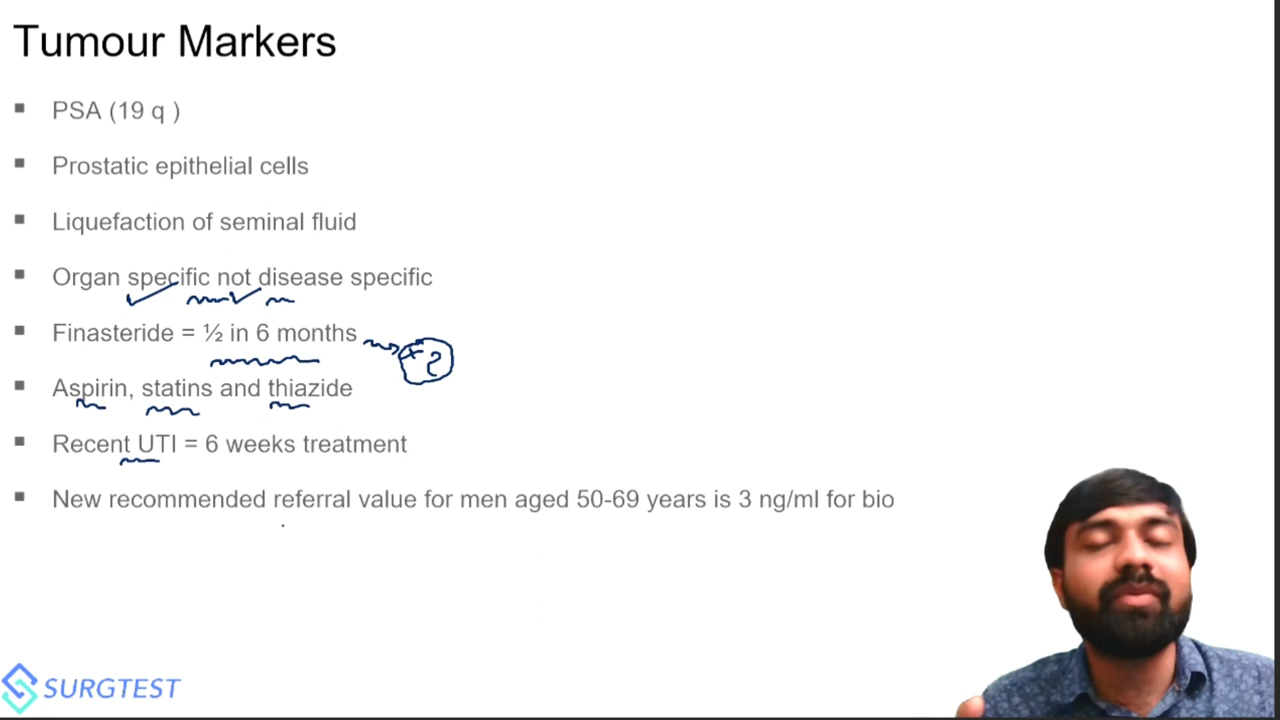 Tumour Markers
PSA (19 q )
Prostatic epithelial cells
Liquefaction of seminal fluid
Organ specific not disease specific
Finasteride = ½ in 6 months
×2
Aspirin, statins and thiazide
Recent UTI = 6 weeks treatment
New recommended referral value for men aged 50-69 years is 3 ng/ml for bio
SURGTEST